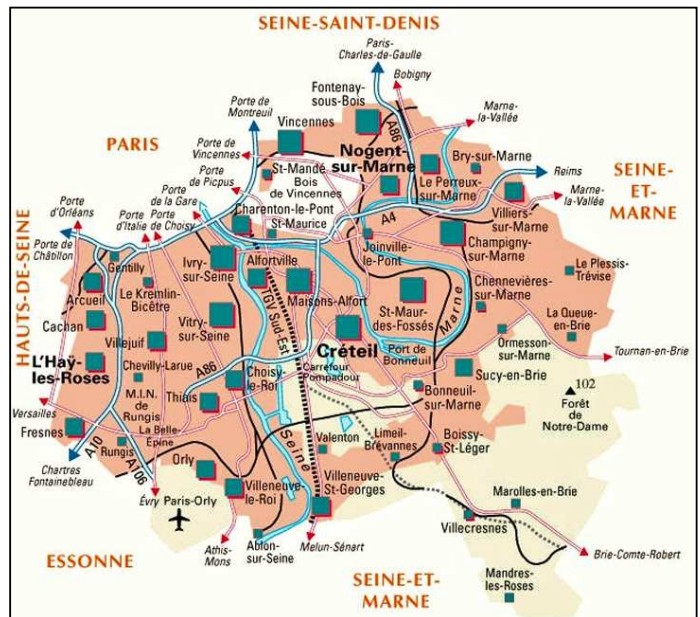 SEINE-SAINT-DENIS
Paris-
Charles-de-Gaulle
Bobigny
Fontenay-
sous-Bois
Porte de
Montreuil
Vincennes
A86
Marne-
la-Vallée
PARIS
Porte de
Vincennes
Nogent-
sur-Marne
Bry-sur-Marne
Reims
SEINE-
ET-
MARNE
Porte
de Picpus
St-Mandé
Bois
de Vincennes
Le Perreux-
sur-Marne
Marne-
la-Vallée
Porte
de la Gare
Villiers-
sur-Marne
Porte
d'Orléans
Porte
d'Italie
Porte
de Choisy
Charenton-le-Pont
St-Maurice
A4
Porte de
Châtillon
Joinville-
le-Pont
Champigny-
sur-Marne
HAUTS-DE-SEINE
Gentilly
Ivry-
sur-Seine
Alfortville
Le Plessis-
Trévise
Arcueil
Le Kremlin-
Bicêtre
Maisons-Alfort
St-Maur-
des-Fossés
Marne
Chennevières-
sur-Marne
Cachan
Vitry-
sur-Seine
TGV Sud-Est
La Queue-
en-Brie
Villejuif
Créteil
Port de
Bonneuil
Ormesson-
sur-Marne
L'Haÿ-
les-Roses
Chevilly-Larue
A86
Choisy-
le-Roi
Carrefour
Pompadour
Tournan-en-Brie
Sucy-en-Brie
102
Forêt
de
Notre-Dame
M.I.N.
de
Rungis
Thiais
Bonneuil-
sur-Marne
Versailles
La Belle-
Épine
Seine
Fresnes
A10
Rungis
A106
Valenton
Limeil-
Brévannes
Boissy-
St-Léger
Chartres
Fontainebleau
Orly
Villeneuve-
le-Roi
Villeneuve-
St-Georges
Évry
Paris-Orly
Marolles-en-Brie
Villecresnes
ESSONNE
Athis-
Mons
Ablon-
sur-Seine
Melun-Sénart
Brie-Comte-Robert
SEINE-ET-
MARNE
Mandres-
les-Roses